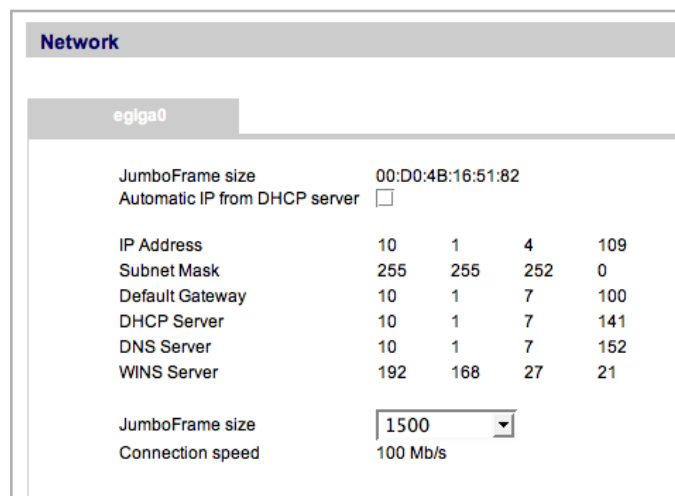 Network
egiga0
JumboFrame size 00:D0:4B:16:51:82
Automatic IP from DHCP server
IP Address 10 1 4 109
Subnet Mask 255 255 252 0
Default Gateway 10 1 7 100
DHCP Server 10 1 7 141
DNS Server 10 1 7 152
WINS Server 192 168 27 21
JumboFrame size 1500
Connection speed 100 Mb/s